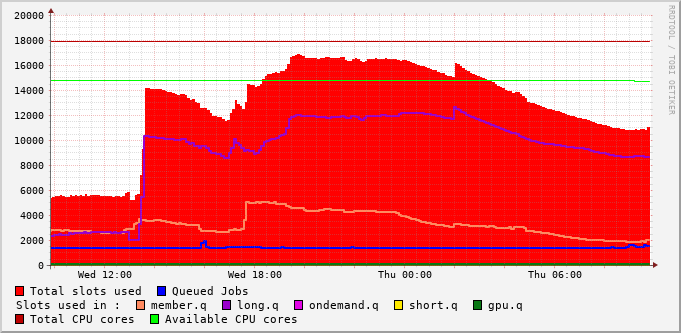 RRDTOOL / TOBI OETIKER
20000
18000
16000
14000
12000
10000
8000
6000
4000
2000
0
Wed 12:00 Wed 18:00 Thu 00:00 Thu 06:00
Total slots used Queued Jobs
Slots used in : member.q long.q ondemand.q short.q gpu.q
Total CPU cores Available CPU cores